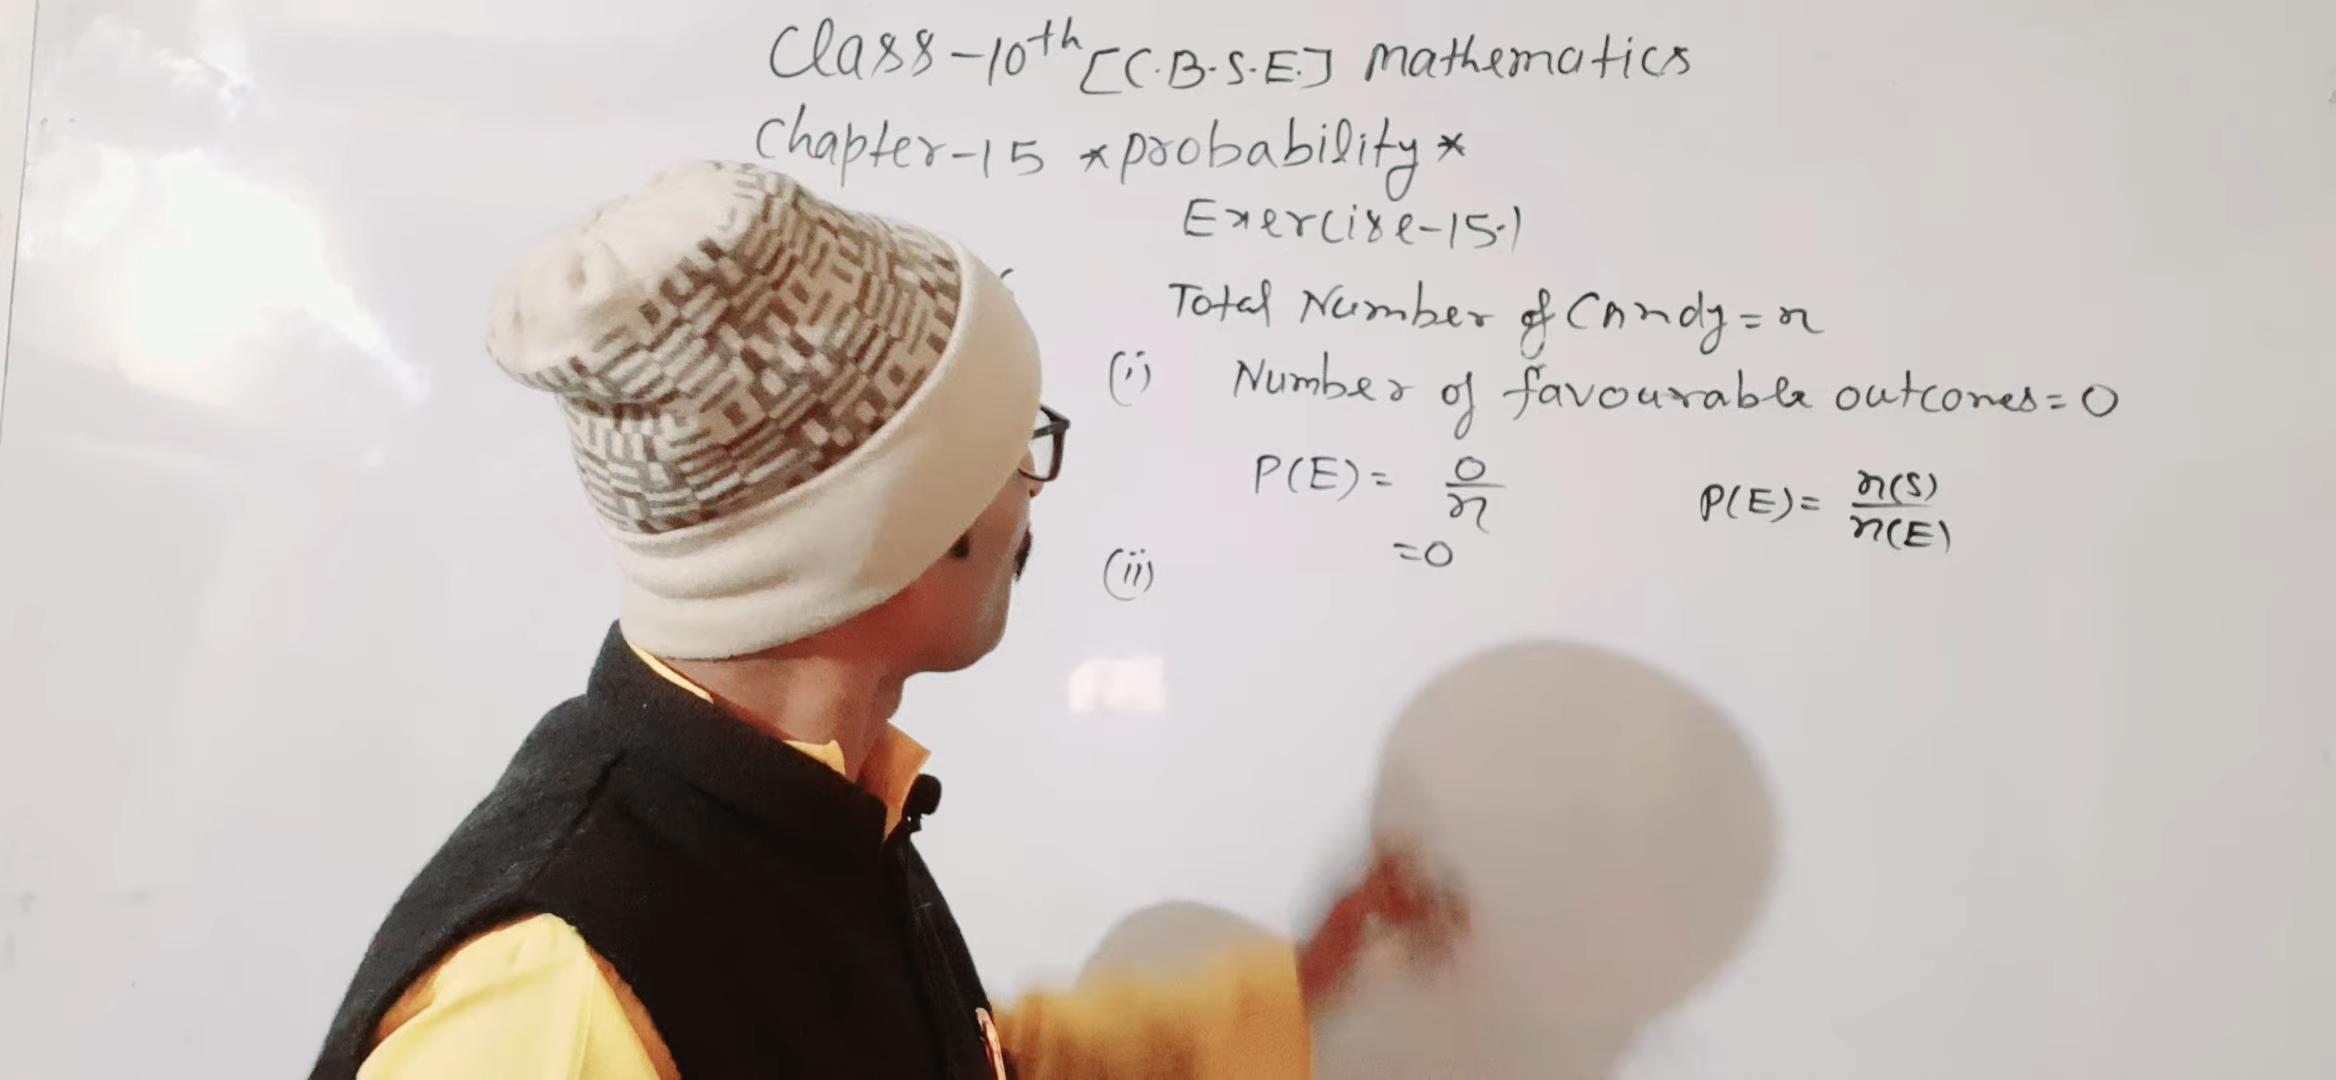 Class-10th [C.B.S.E.] Mathematics
Chapter-15 *probability*
Exercise-15.1
Total Number of Candy = n
(i) Number of favourable outcomes = 0
P(E) = 0/n P(E) = n(S)/n(E)
= 0
(ii)